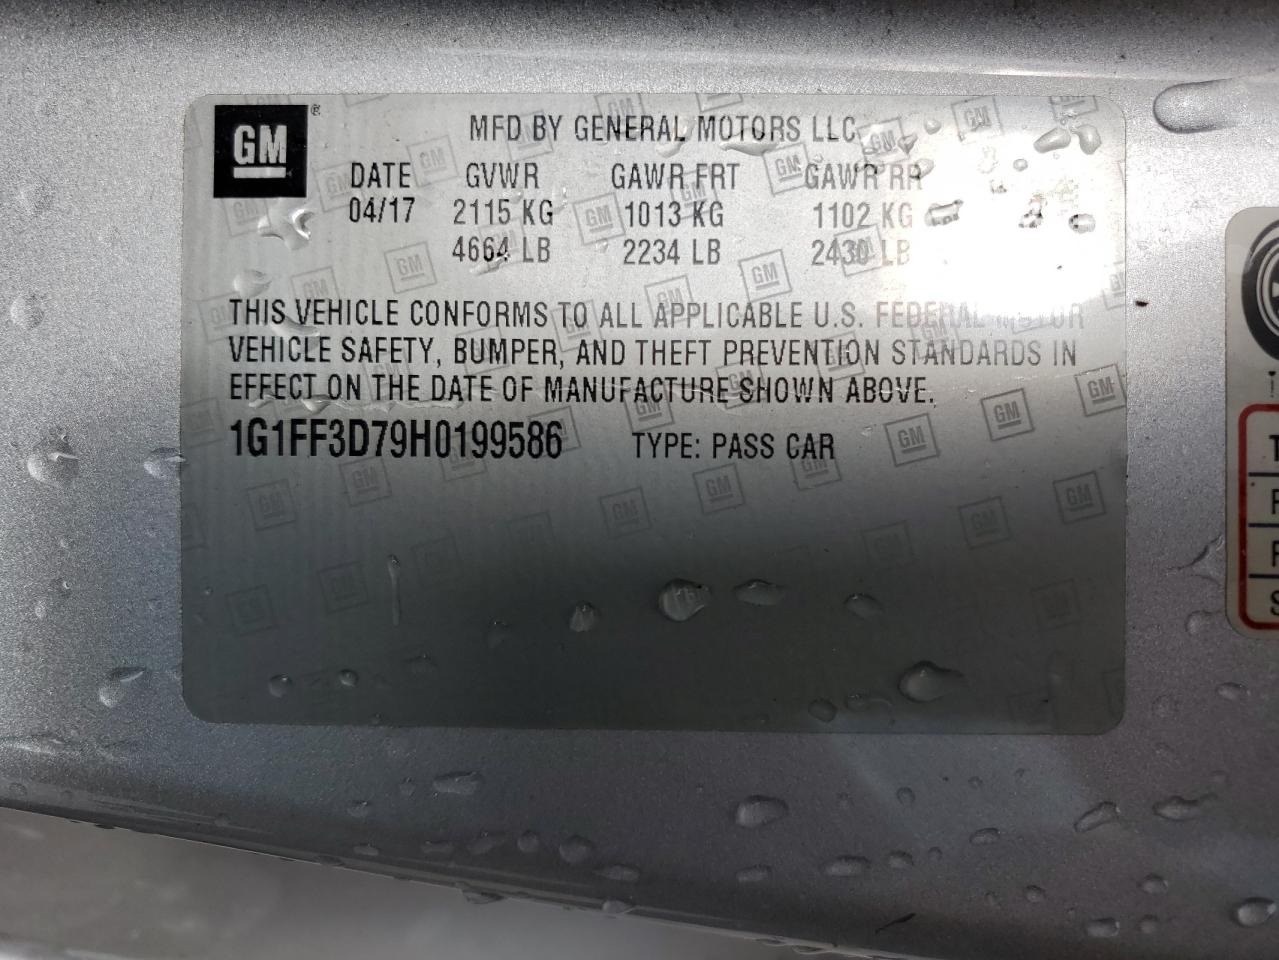 GM ®
MFD BY GENERAL MOTORS LLC
DATE GVWR GAWR FRT GAWR RR
04/17 2115 KG 1013 KG 1102 KG
4664 LB 2234 LB 2430 LB
THIS VEHICLE CONFORMS TO ALL APPLICABLE U.S. FEDERAL MOTOR
VEHICLE SAFETY, BUMPER, AND THEFT PREVENTION STANDARDS IN
EFFECT ON THE DATE OF MANUFACTURE SHOWN ABOVE.
1G1FF3D79H0199586 TYPE: PASS CAR